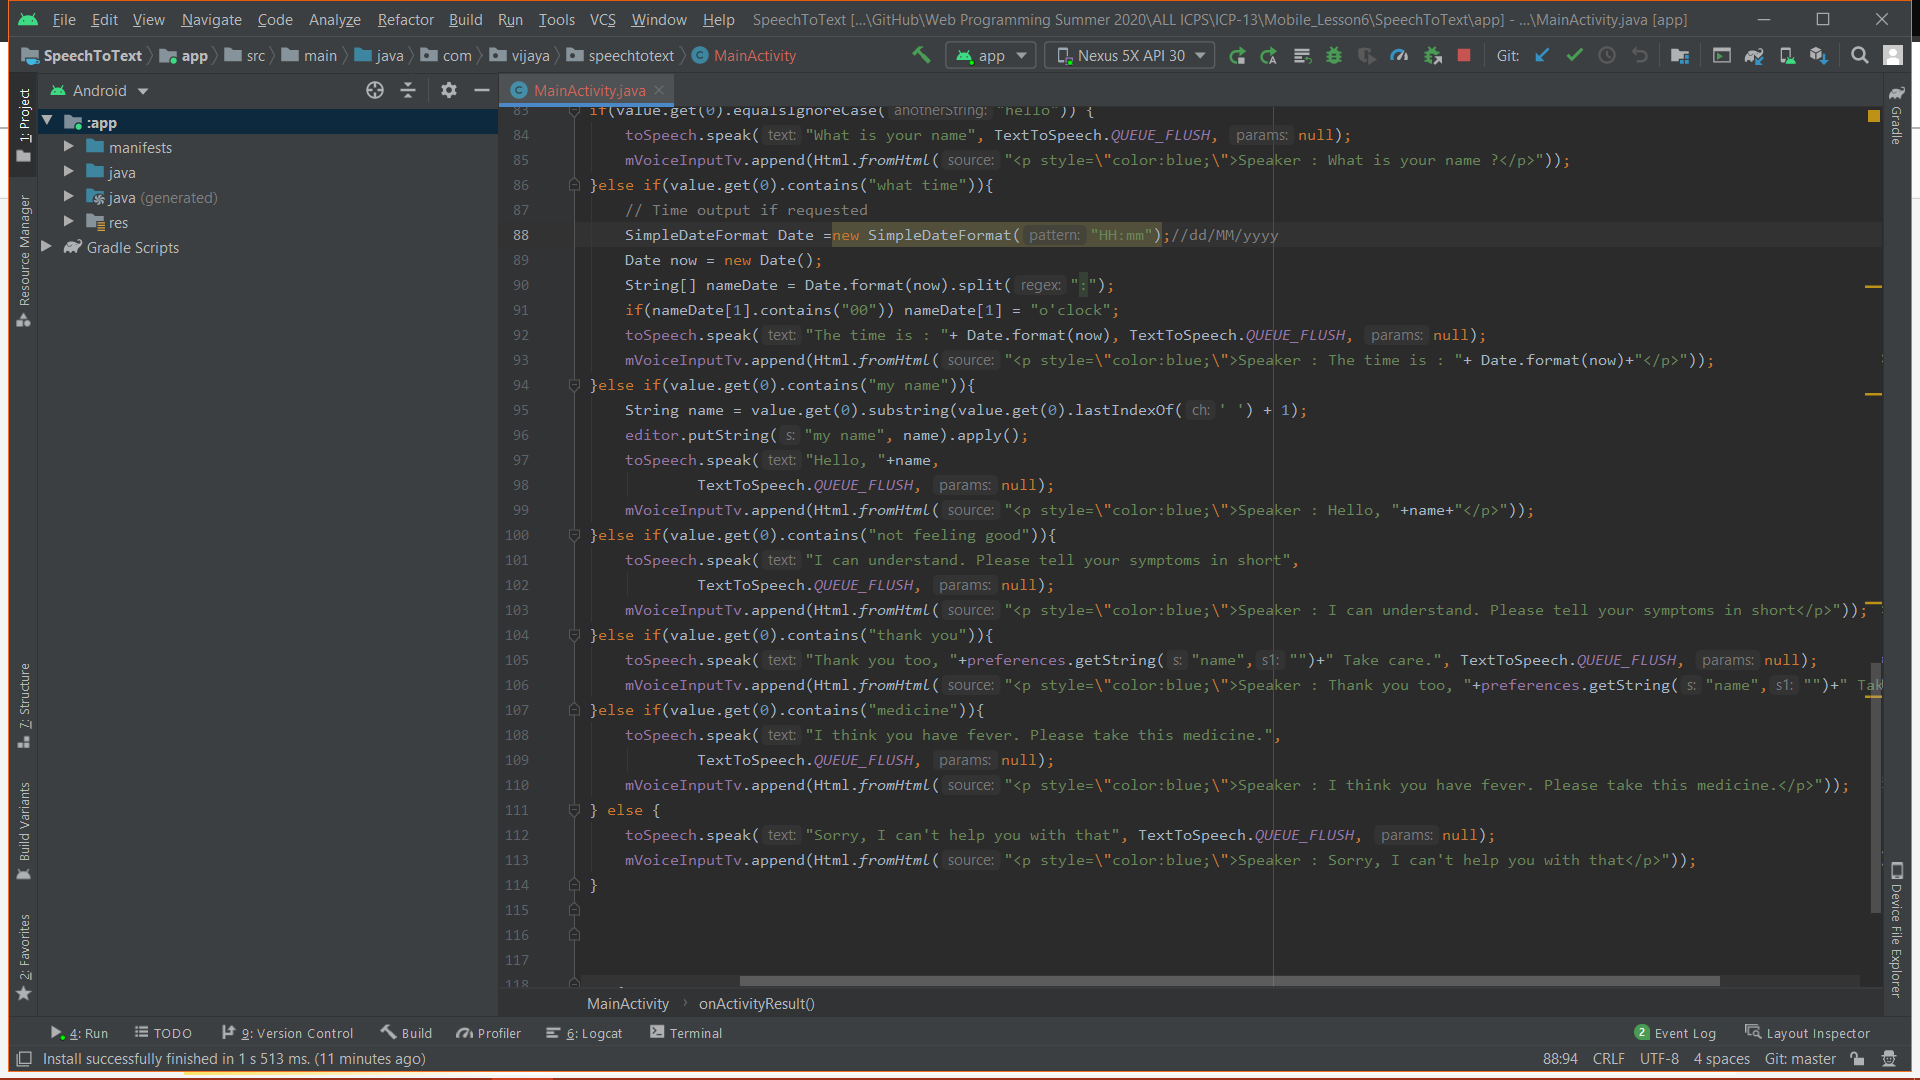 File Edit View Navigate Code Analyze Refactor Build Run Tools VCS Window Help SpeechToText [...\GitHub\Web Programming Summer 2020\ALL ICPS\ICP-13\Mobile_Lesson6\SpeechToText\app] - ...\MainActivity.java [app]
SpeechToText app src main java com vijaya speechtotext MainActivity app Nexus 5X API 30 Git:
Android
MainActivity.java
:app
manifests
java
java (generated)
res
Gradle Scripts
1: Project
Resource Manager
7: Structure
Build Variants
2: Favorites
83 if(value.get(0).equalsIgnoreCase( anotherString: "hello")) {
84 toSpeech.speak( text: "What is your name", TextToSpeech.QUEUE_FLUSH, params: null);
85 mVoiceInputTv.append(Html.fromHtml( source: "<p style=\"color:blue;\">Speaker : What is your name ?</p>"));
86 }else if(value.get(0).contains("what time")){
87 // Time output if requested
88 SimpleDateFormat Date =new SimpleDateFormat( pattern: "HH:mm");//dd/MM/yyyy
89 Date now = new Date();
90 String[] nameDate = Date.format(now).split( regex: ":");
91 if(nameDate[1].contains("00")) nameDate[1] = "o'clock";
92 toSpeech.speak( text: "The time is : "+ Date.format(now), TextToSpeech.QUEUE_FLUSH, params: null);
93 mVoiceInputTv.append(Html.fromHtml( source: "<p style=\"color:blue;\">Speaker : The time is : "+ Date.format(now)+"</p>"));
94 }else if(value.get(0).contains("my name")){
95 String name = value.get(0).substring(value.get(0).lastIndexOf( ch: ' ') + 1);
96 editor.putString( s: "my name", name).apply();
97 toSpeech.speak( text: "Hello, "+name,
98 TextToSpeech.QUEUE_FLUSH, params: null);
99 mVoiceInputTv.append(Html.fromHtml( source: "<p style=\"color:blue;\">Speaker : Hello, "+name+"</p>"));
100 }else if(value.get(0).contains("not feeling good")){
101 toSpeech.speak( text: "I can understand. Please tell your symptoms in short",
102 TextToSpeech.QUEUE_FLUSH, params: null);
103 mVoiceInputTv.append(Html.fromHtml( source: "<p style=\"color:blue;\">Speaker : I can understand. Please tell your symptoms in short</p>"));
104 }else if(value.get(0).contains("thank you")){
105 toSpeech.speak( text: "Thank you too, "+preferences.getString( s: "name", s1: "")+" Take care.", TextToSpeech.QUEUE_FLUSH, params: null);
106 mVoiceInputTv.append(Html.fromHtml( source: "<p style=\"color:blue;\">Speaker : Thank you too, "+preferences.getString( s: "name", s1: "")+" Tak
107 }else if(value.get(0).contains("medicine")){
108 toSpeech.speak( text: "I think you have fever. Please take this medicine.",
109 TextToSpeech.QUEUE_FLUSH, params: null);
110 mVoiceInputTv.append(Html.fromHtml( source: "<p style=\"color:blue;\">Speaker : I think you have fever. Please take this medicine.</p>"));
111 } else {
112 toSpeech.speak( text: "Sorry, I can't help you with that", TextToSpeech.QUEUE_FLUSH, params: null);
113 mVoiceInputTv.append(Html.fromHtml( source: "<p style=\"color:blue;\">Speaker : Sorry, I can't help you with that</p>"));
114 }
115
116
117
118
Gradle
Device File Explorer
MainActivity onActivityResult()
4: Run TODO 9: Version Control Build Profiler 6: Logcat Terminal 2 Event Log Layout Inspector
Install successfully finished in 1 s 513 ms. (11 minutes ago) 88:94 CRLF UTF-8 4 spaces Git: master